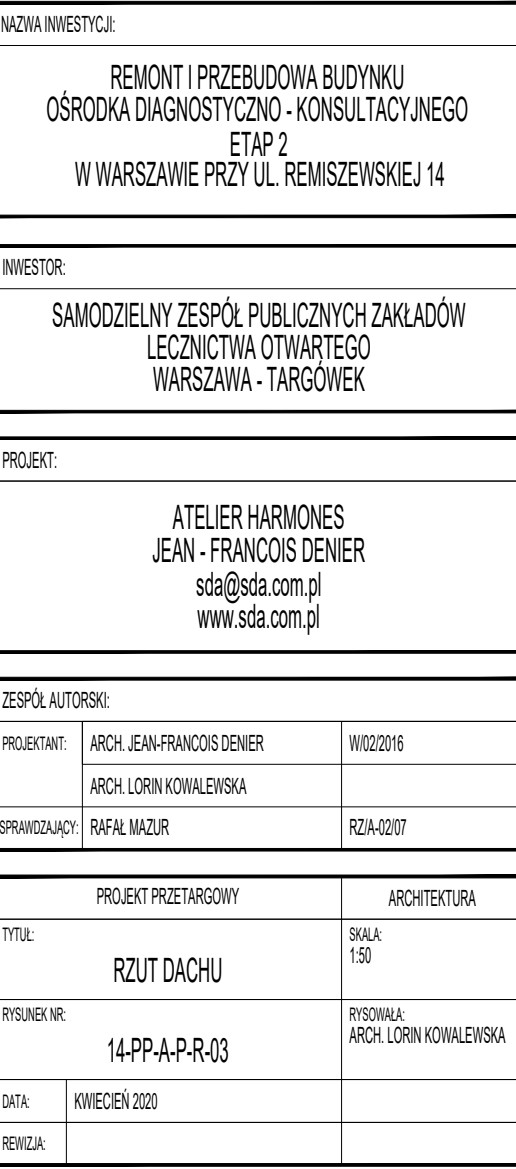 NAZWA INWESTYCJI:
REMONT I PRZEBUDOWA BUDYNKU
OŚRODKA DIAGNOSTYCZNO - KONSULTACYJNEGO
ETAP 2
W WARSZAWIE PRZY UL. REMISZEWSKIEJ 14
INWESTOR:
SAMODZIELNY ZESPÓŁ PUBLICZNYCH ZAKŁADÓW
LECZNICTWA OTWARTEGO
WARSZAWA - TARGÓWEK
PROJEKT:
ATELIER HARMONES
JEAN - FRANCOIS DENIER
sda@sda.com.pl
www.sda.com.pl
ZESPÓŁ AUTORSKI:
PROJEKTANT: ARCH. JEAN-FRANCOIS DENIER W/02/2016
ARCH. LORIN KOWALEWSKA
SPRAWDZAJĄCY: RAFAŁ MAZUR RZ/A-02/07
PROJEKT PRZETARGOWY ARCHITEKTURA
TYTUŁ:
RZUT DACHU
SKALA:
1:50
RYSUNEK NR:
14-PP-A-P-R-03
RYSOWAŁA:
ARCH. LORIN KOWALEWSKA
DATA: KWIECIEŃ 2020
REWIZJA: